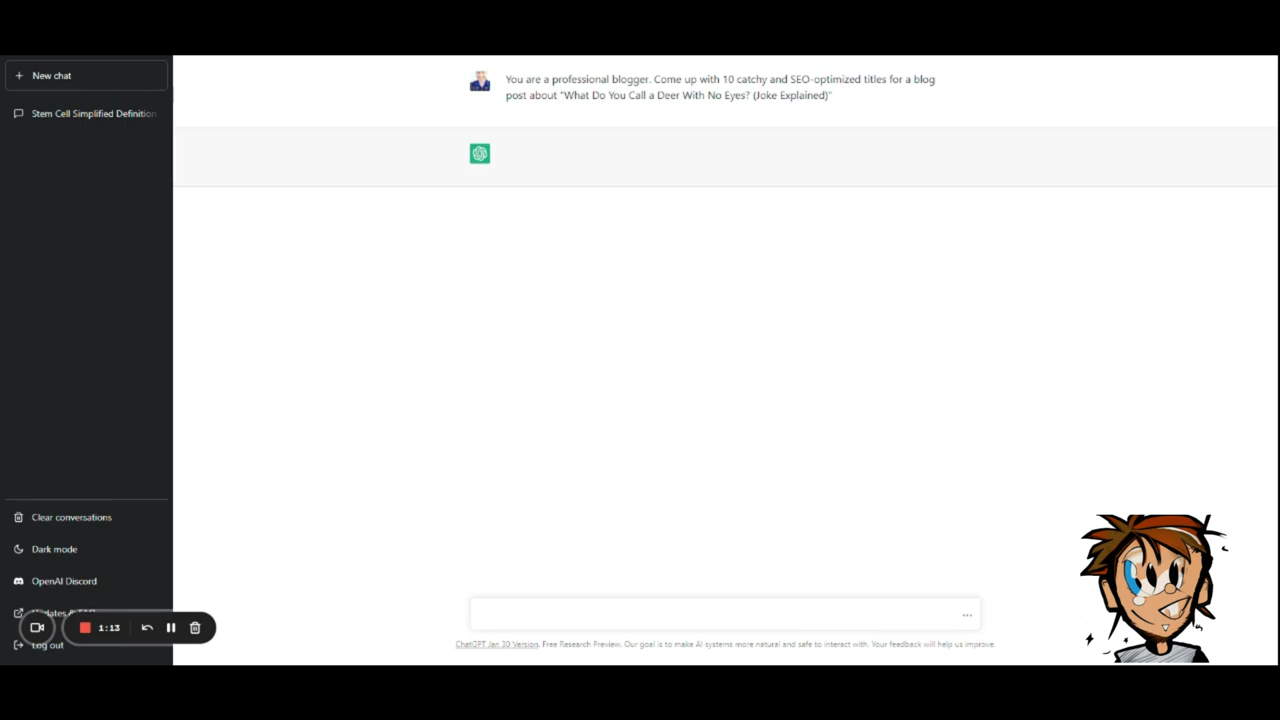 New chat
Stem Cell Simplified Definition
You are a professional blogger. Come up with 10 catchy and SEO-optimized titles for a blog
post about "What Do You Call a Deer With No Eyes? (Joke Explained)"
Clear conversations
Dark mode
OpenAI Discord
Updates &
1:13
Log out
ChatGPT Jan 30 Version. Free Research Preview. Our goal is to make AI systems more natural and safe to interact with. Your feedback will help us improve.